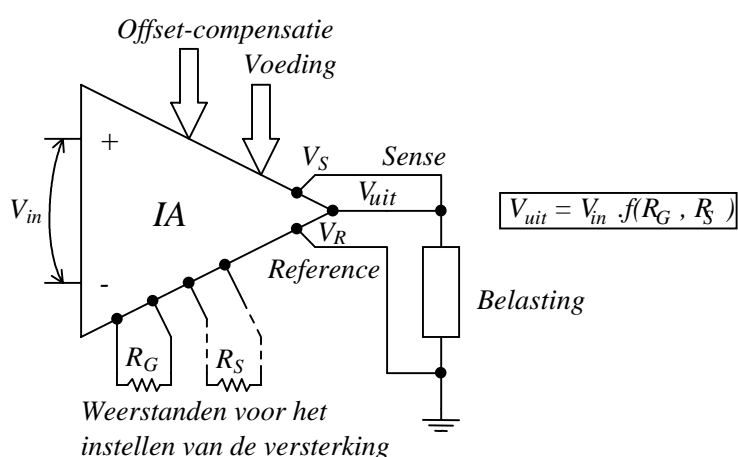 Offset-compensatie
Voeding
+
V_S
Sense
V_uit
V_in
IA
V_R
V_uit = V_in .f(R_G , R_S )
-
Reference
Belasting
R_G
R_S
Weerstanden voor het
instellen van de versterking